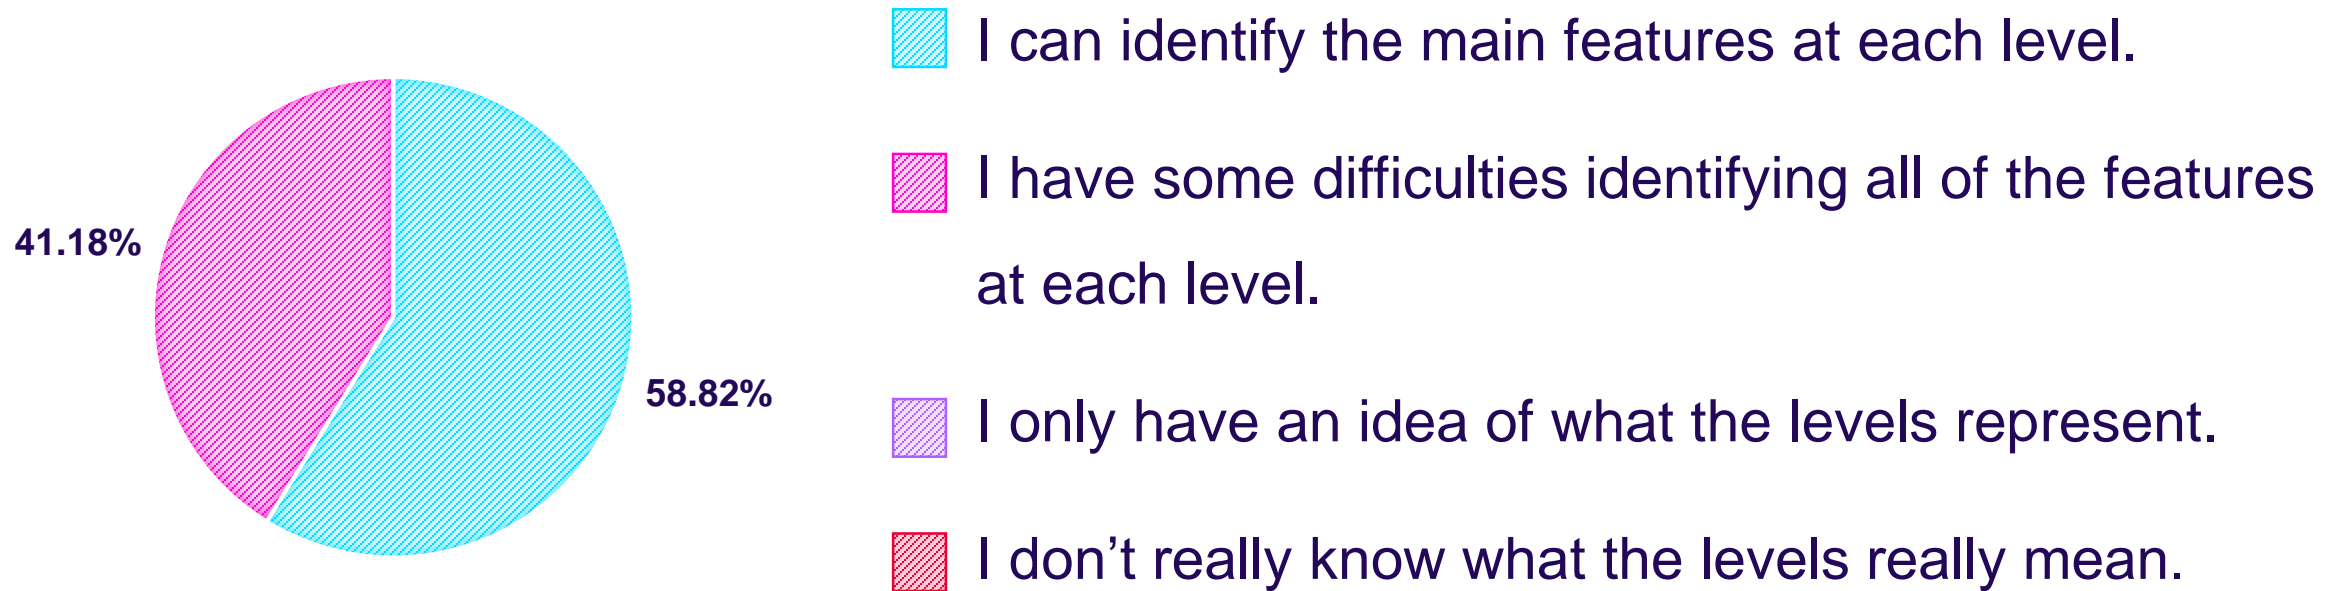 41.18%
58.82%
I can identify the main features at each level.
I have some difficulties identifying all of the features
at each level.
I only have an idea of what the levels represent.
I don’t really know what the levels really mean.